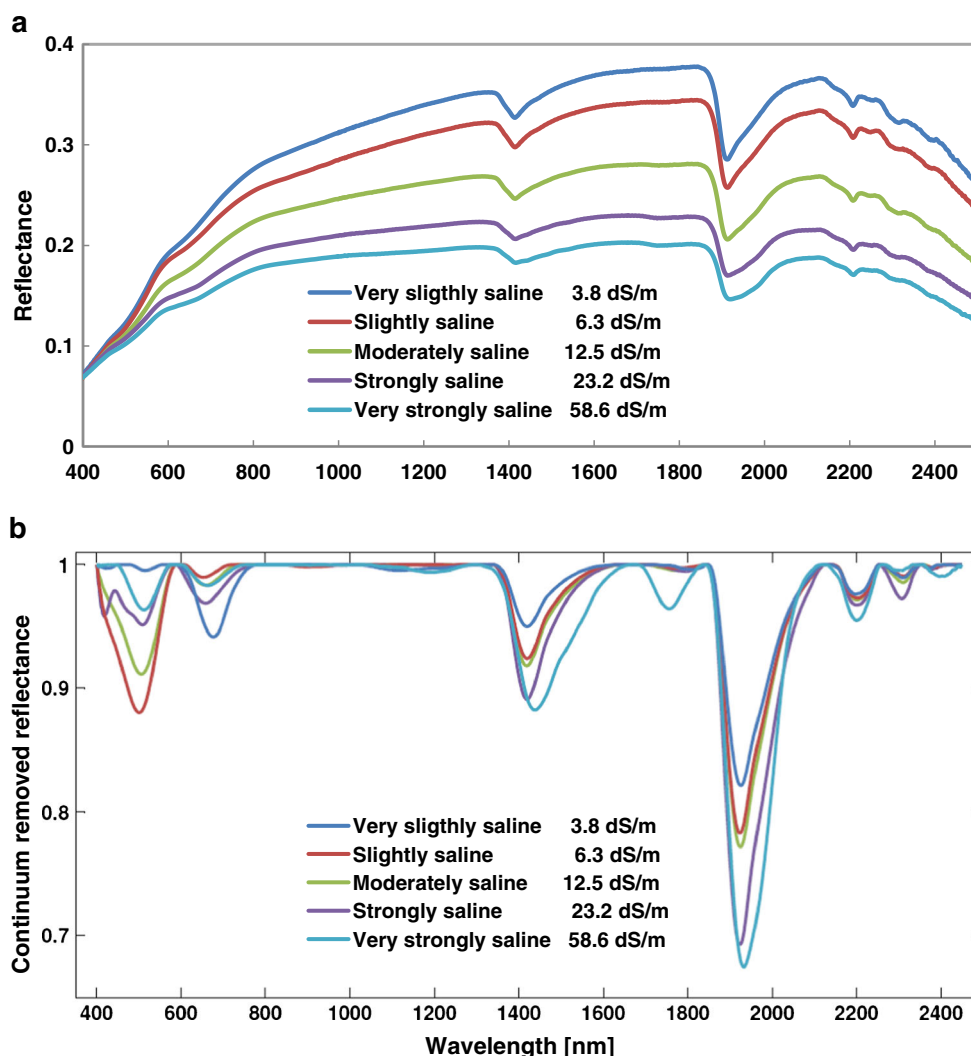 a
0.4
0.3
0.2
0.1
0
Reflectance
Very sligthly saline 3.8 dS/m
Slightly saline 6.3 dS/m
Moderately saline 12.5 dS/m
Strongly saline 23.2 dS/m
Very strongly saline 58.6 dS/m
400 600 800 1000 1200 1400 1600 1800 2000 2200 2400
b
1
0.9
0.8
0.7
Continuum removed reflectance
Very sligthly saline 3.8 dS/m
Slightly saline 6.3 dS/m
Moderately saline 12.5 dS/m
Strongly saline 23.2 dS/m
Very strongly saline 58.6 dS/m
400 600 800 1000 1200 1400 1600 1800 2000 2200 2400
Wavelength [nm]